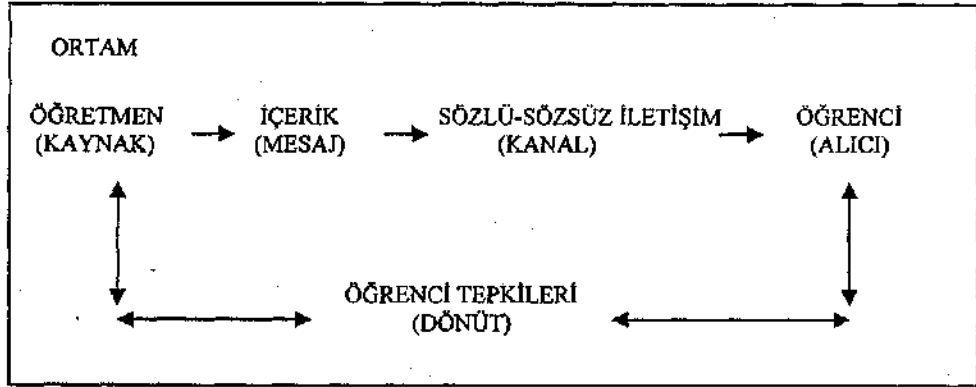 ORTAM
ÖĞRETMEN İÇERİK SÖZLÜ-SÖZSÜZ İLETİŞİM ÖĞRENCİ
(KAYNAK) (MESAJ) (KANAL) (ALICI)
ÖĞRENCİ TEPKİLERİ
(DÖNÜT)